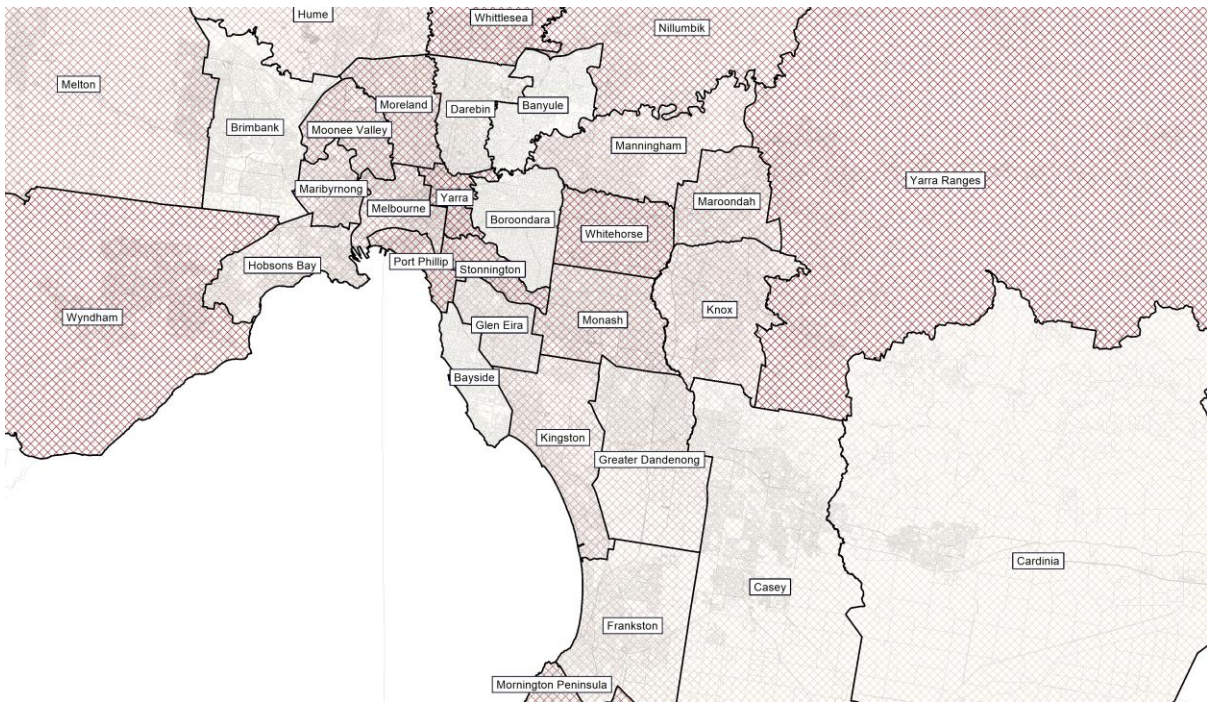 Hume
Whittlesea
Nillumbik
Melton
Moreland
Darebin
Banyule
Brimbank
Moonee Valley
Manningham
Yarra Ranges
Maribyrnong
Yarra
Maroondah
Melbourne
Boroondara
Whitehorse
Hobsons Bay
Port Phillip
Stonnington
Knox
Wyndham
Monash
Glen Eira
Bayside
Kingston
Greater Dandenong
Cardinia
Casey
Frankston
Mornington Peninsula